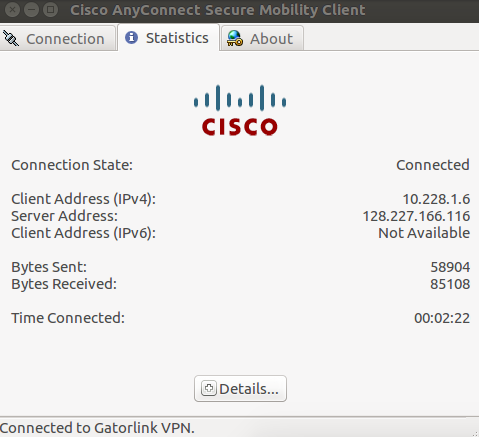 Cisco AnyConnect Secure Mobility Client
Connection Statistics About
CISCO
Connection State: Connected
Client Address (IPv4): 10.228.1.6
Server Address: 128.227.166.116
Client Address (IPv6): Not Available
Bytes Sent: 58904
Bytes Received: 85108
Time Connected: 00:02:22
Details...
Connected to Gatorlink VPN.